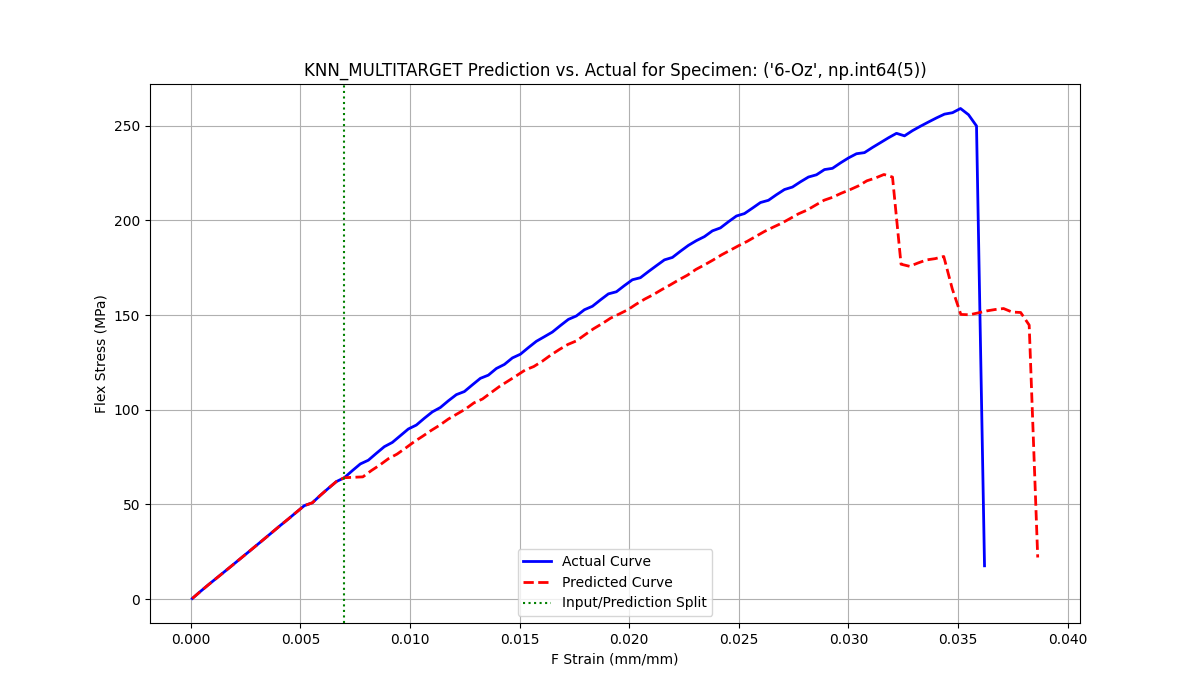 KNN_MULTITARGET Prediction vs. Actual for Specimen: ('6-Oz', np.int64(5))
Flex Stress (MPa)
250
200
150
100
50
0
Actual Curve
Predicted Curve
Input/Prediction Split
0.000 0.005 0.010 0.015 0.020 0.025 0.030 0.035 0.040
F Strain (mm/mm)